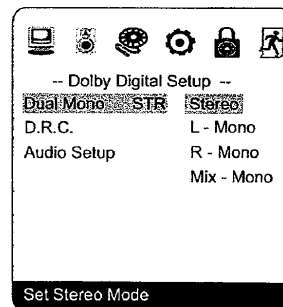 -- Dolby Digital Setup --
Dual Mono STR Stereo
D.R.C. L - Mono
Audio Setup R - Mono
Mix - Mono
Set Stereo Mode